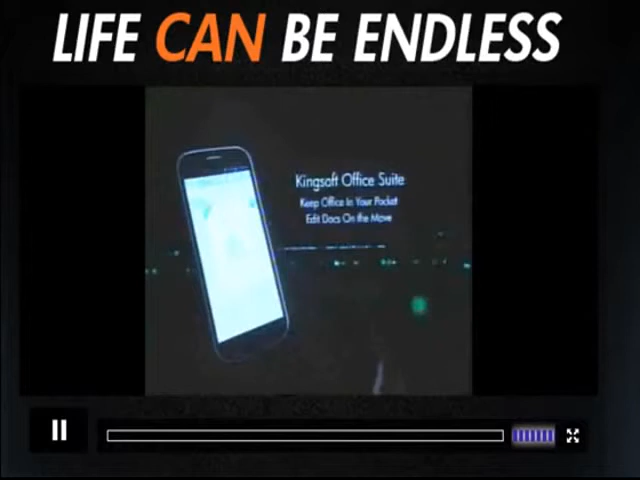 LIFE CAN BE ENDLESS
Kingsoft Office Suite
Keep Office In Your Pocket
Edit Docs On the Move